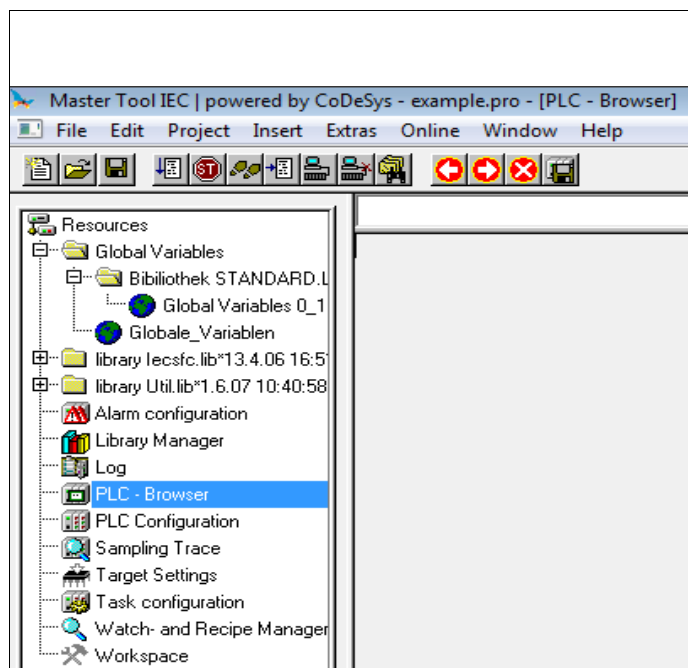 Master Tool IEC | powered by CoDeSys - example.pro - [PLC - Browser]
File Edit Project Insert Extras Online Window Help
ST
Resources
Global Variables
Bibiliothek STANDARD.L
Global Variables 0_1
Globale_Variablen
library Iecsfc.lib*13.4.06 16:5
library Util.lib*1.6.07 10:40:58
Alarm configuration
Library Manager
Log
PLC - Browser
PLC Configuration
Sampling Trace
Target Settings
Task configuration
Watch- and Recipe Manager
Workspace